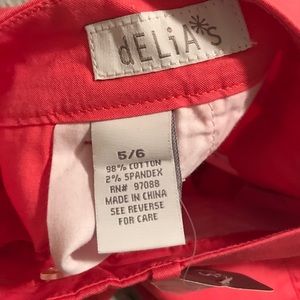 dELiA*S
5/6
98% COTTON
2% SPANDEX
RN# 97088
MADE IN CHINA
SEE REVERSE
FOR CARE